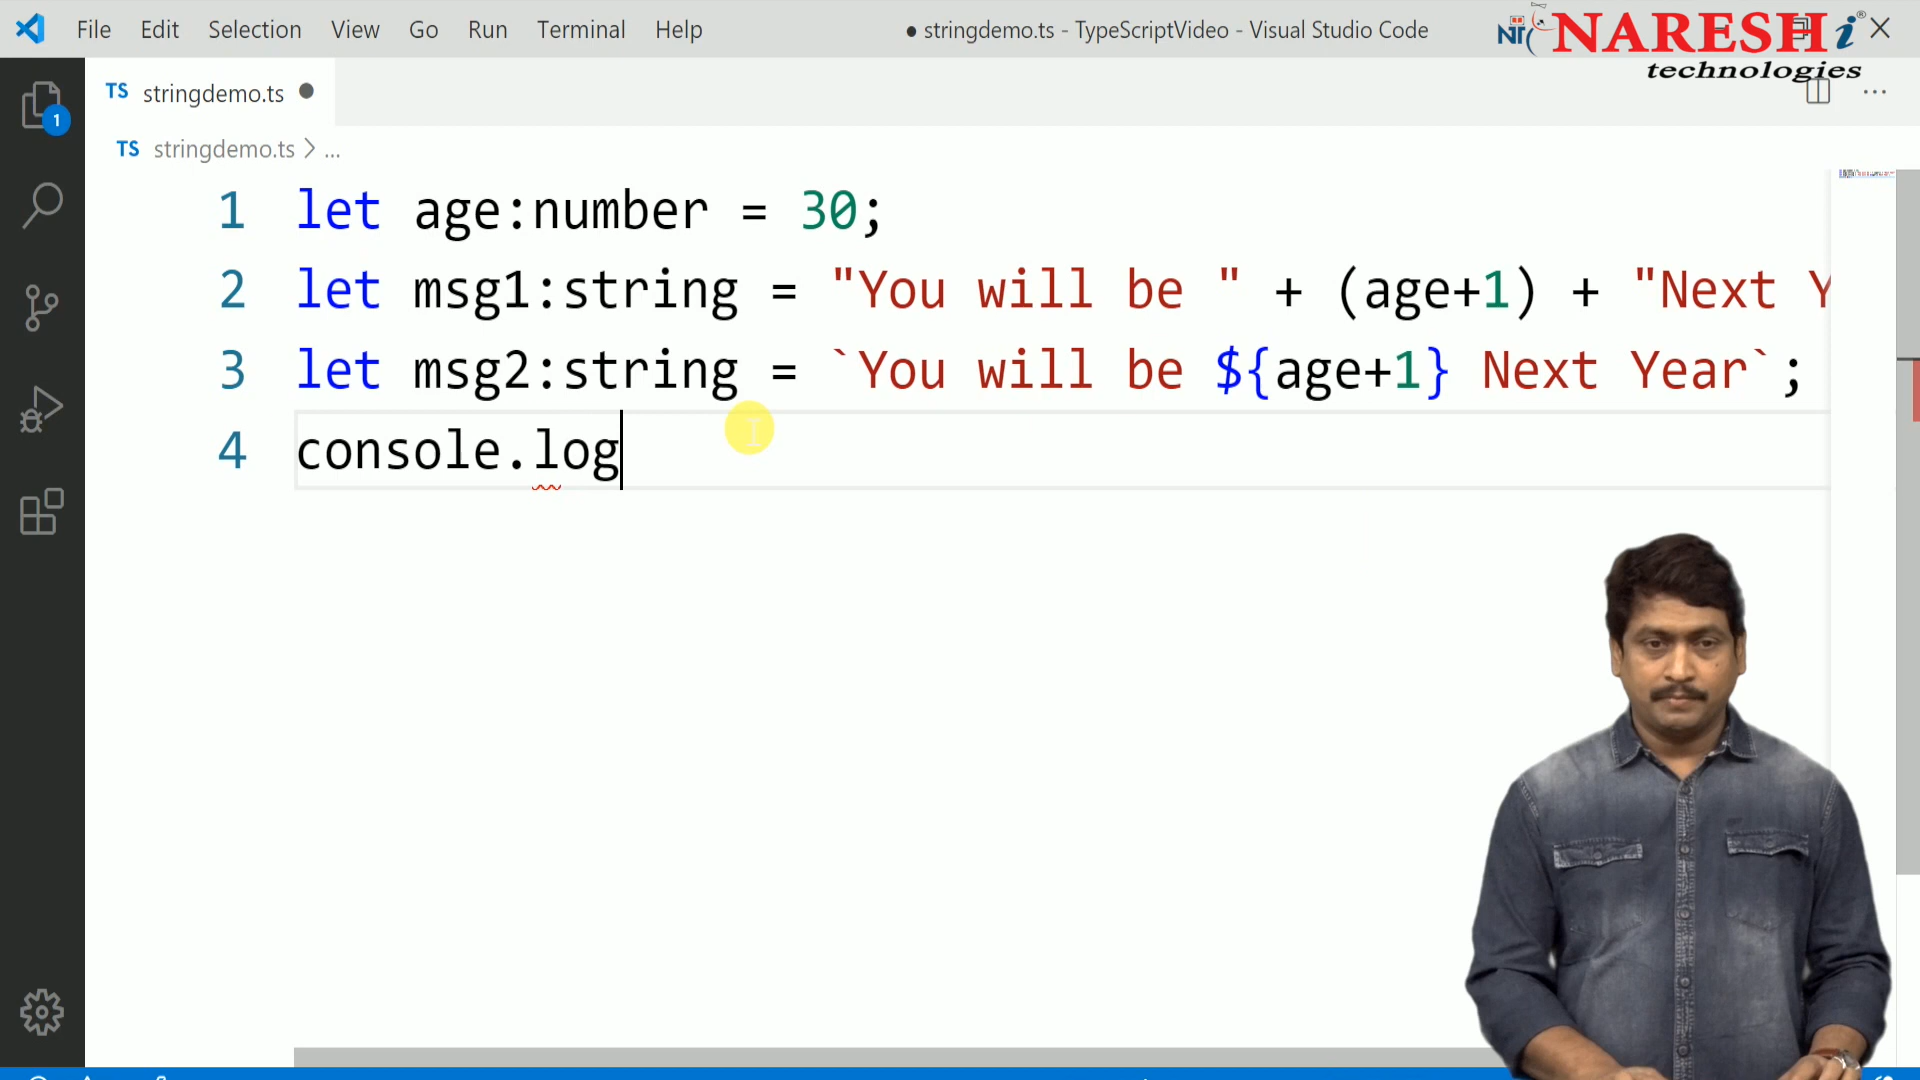 File Edit Selection View Go Run Terminal Help ● stringdemo.ts - TypeScriptVideo - Visual Studio Code
NARESH i ®
technologies
TS stringdemo.ts ●
1
TS stringdemo.ts > ...
1 let age:number = 30;
2 let msg1:string = "You will be " + (age+1) + "Next Y
3 let msg2:string = `You will be ${age+1} Next Year`;
4 console.log